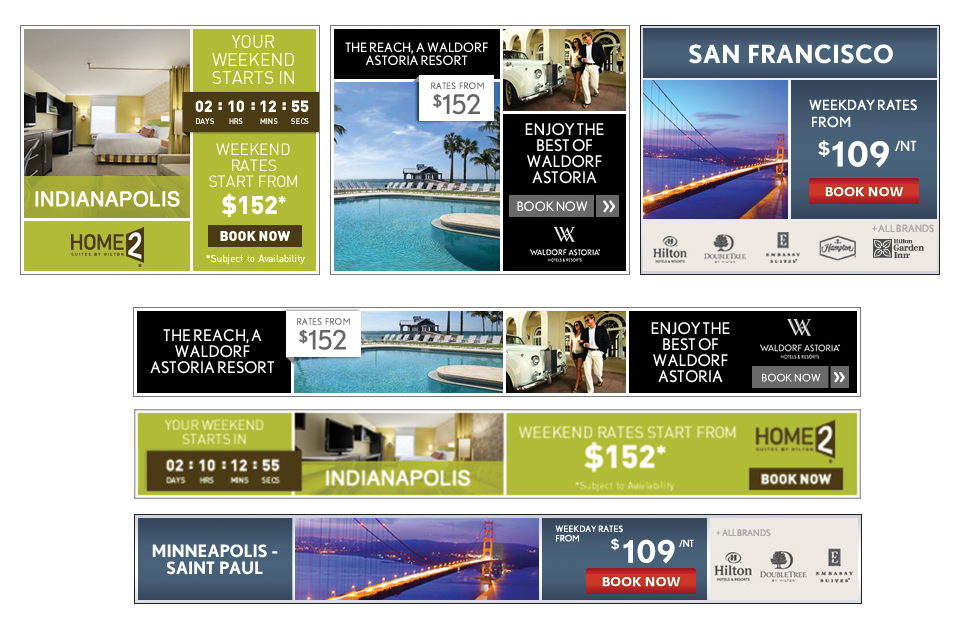 YOUR
WEEKEND
STARTS IN
02 : 10 : 12 : 55
DAYS HRS MINS SECS
WEEKEND
RATES
START FROM
$152*
BOOK NOW
*Subject to Availability
INDIANAPOLIS
HOME2
SUITES BY HILTON
THE REACH, A WALDORF
ASTORIA RESORT
RATES FROM
$152
ENJOY THE
BEST OF
WALDORF
ASTORIA
BOOK NOW
WALDORF ASTORIA
HOTELS & RESORTS
SAN FRANCISCO
WEEKDAY RATES
FROM
$109 /NT
BOOK NOW
+ ALL BRANDS
Hilton
HOTELS & RESORTS
DOUBLETREE
BY HILTON
EMBASSY
SUITES
Hampton
Hilton
Garden
Inn
THE REACH, A
WALDORF
ASTORIA RESORT
RATES FROM
$152
ENJOY THE
BEST OF
WALDORF
ASTORIA
WALDORF ASTORIA
HOTELS & RESORTS
BOOK NOW
YOUR WEEKEND
STARTS IN
02 : 10 : 12 : 55
DAYS HRS MINS SECS
INDIANAPOLIS
WEEKEND RATES START FROM
$152*
*Subject to Availability
HOME2
SUITES BY HILTON
BOOK NOW
MINNEAPOLIS -
SAINT PAUL
WEEKDAY RATES
FROM
$109 /NT
BOOK NOW
+ ALL BRANDS
Hilton
HOTELS & RESORTS
DOUBLETREE
BY HILTON
E
EMBASSY
SUITES